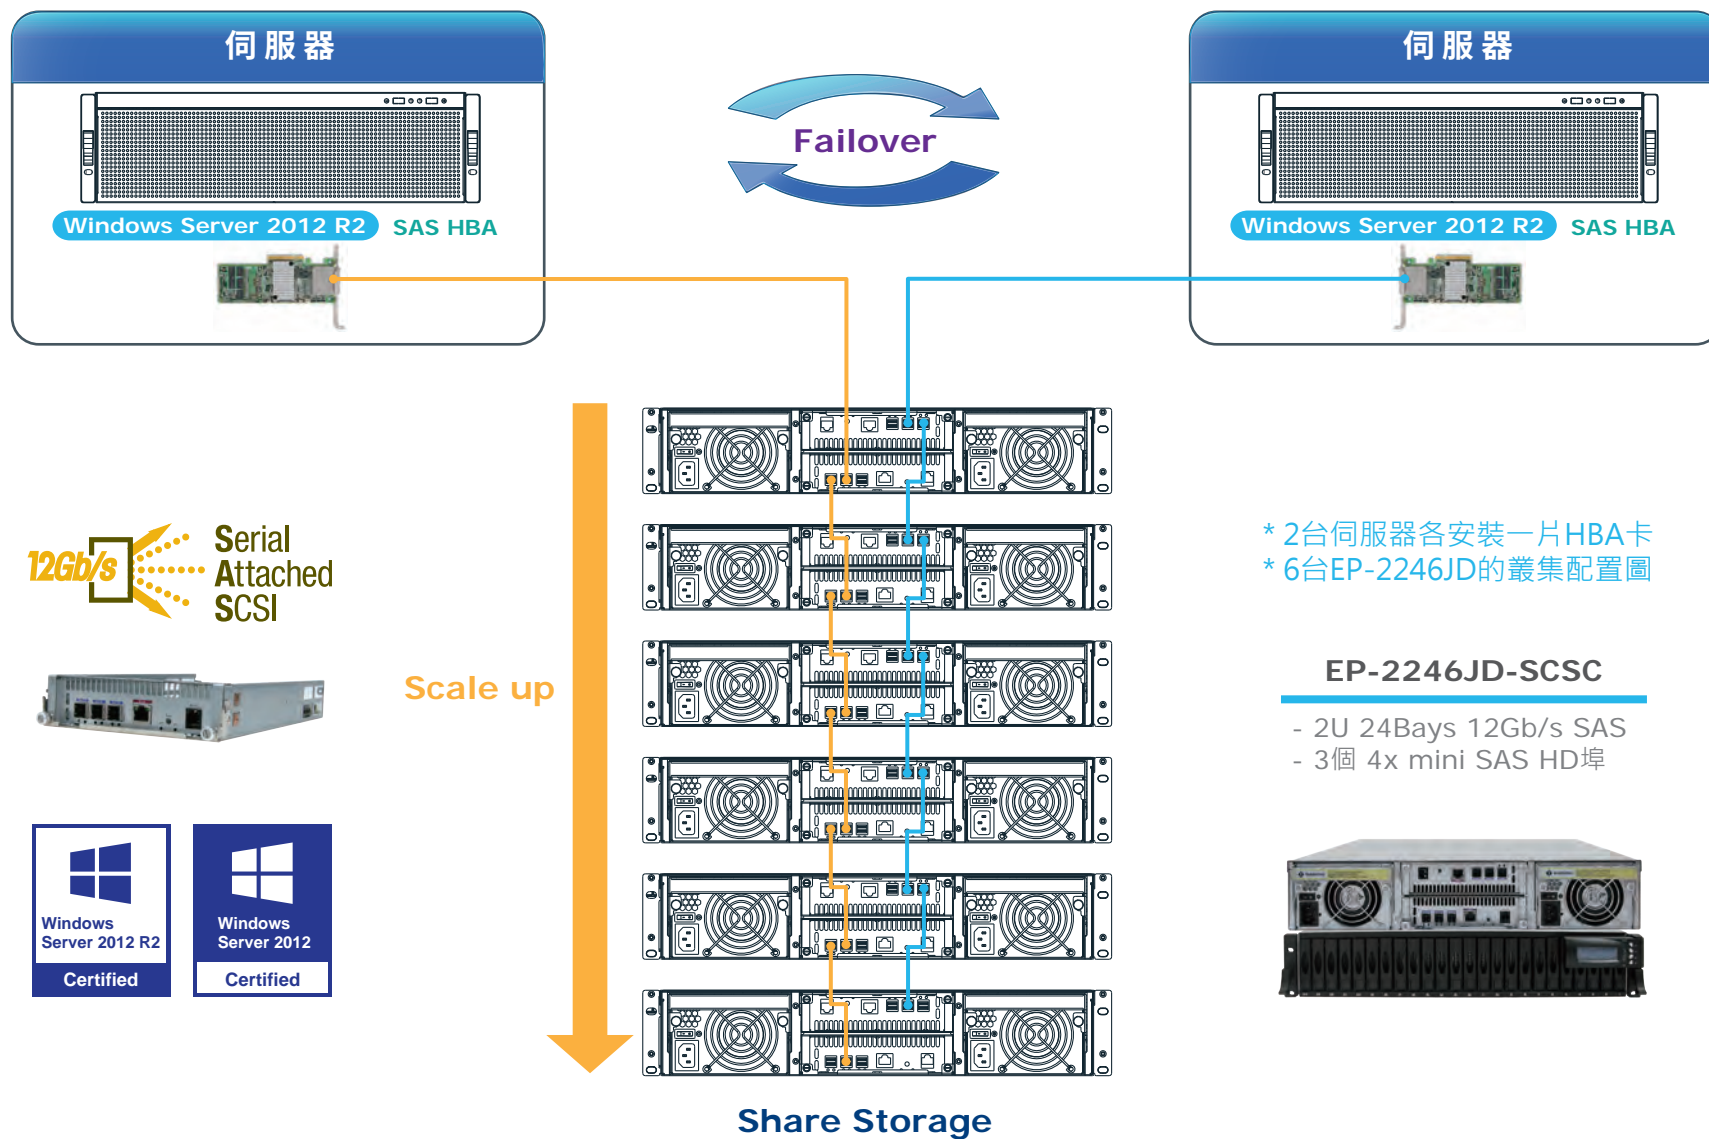 伺服器
伺服器
Failover
Windows Server 2012 R2
SAS HBA
Windows Server 2012 R2
SAS HBA
12Gb/s
Serial
Attached
SCSI
Scale up
* 2台伺服器各安裝一片HBA卡
* 6台EP-2246JD的叢集配置圖
EP-2246JD-SCSC
- 2U 24Bays 12Gb/s SAS
- 3個 4x mini SAS HD埠
Windows
Server 2012 R2
Certified
Windows
Server 2012
Certified
Share Storage